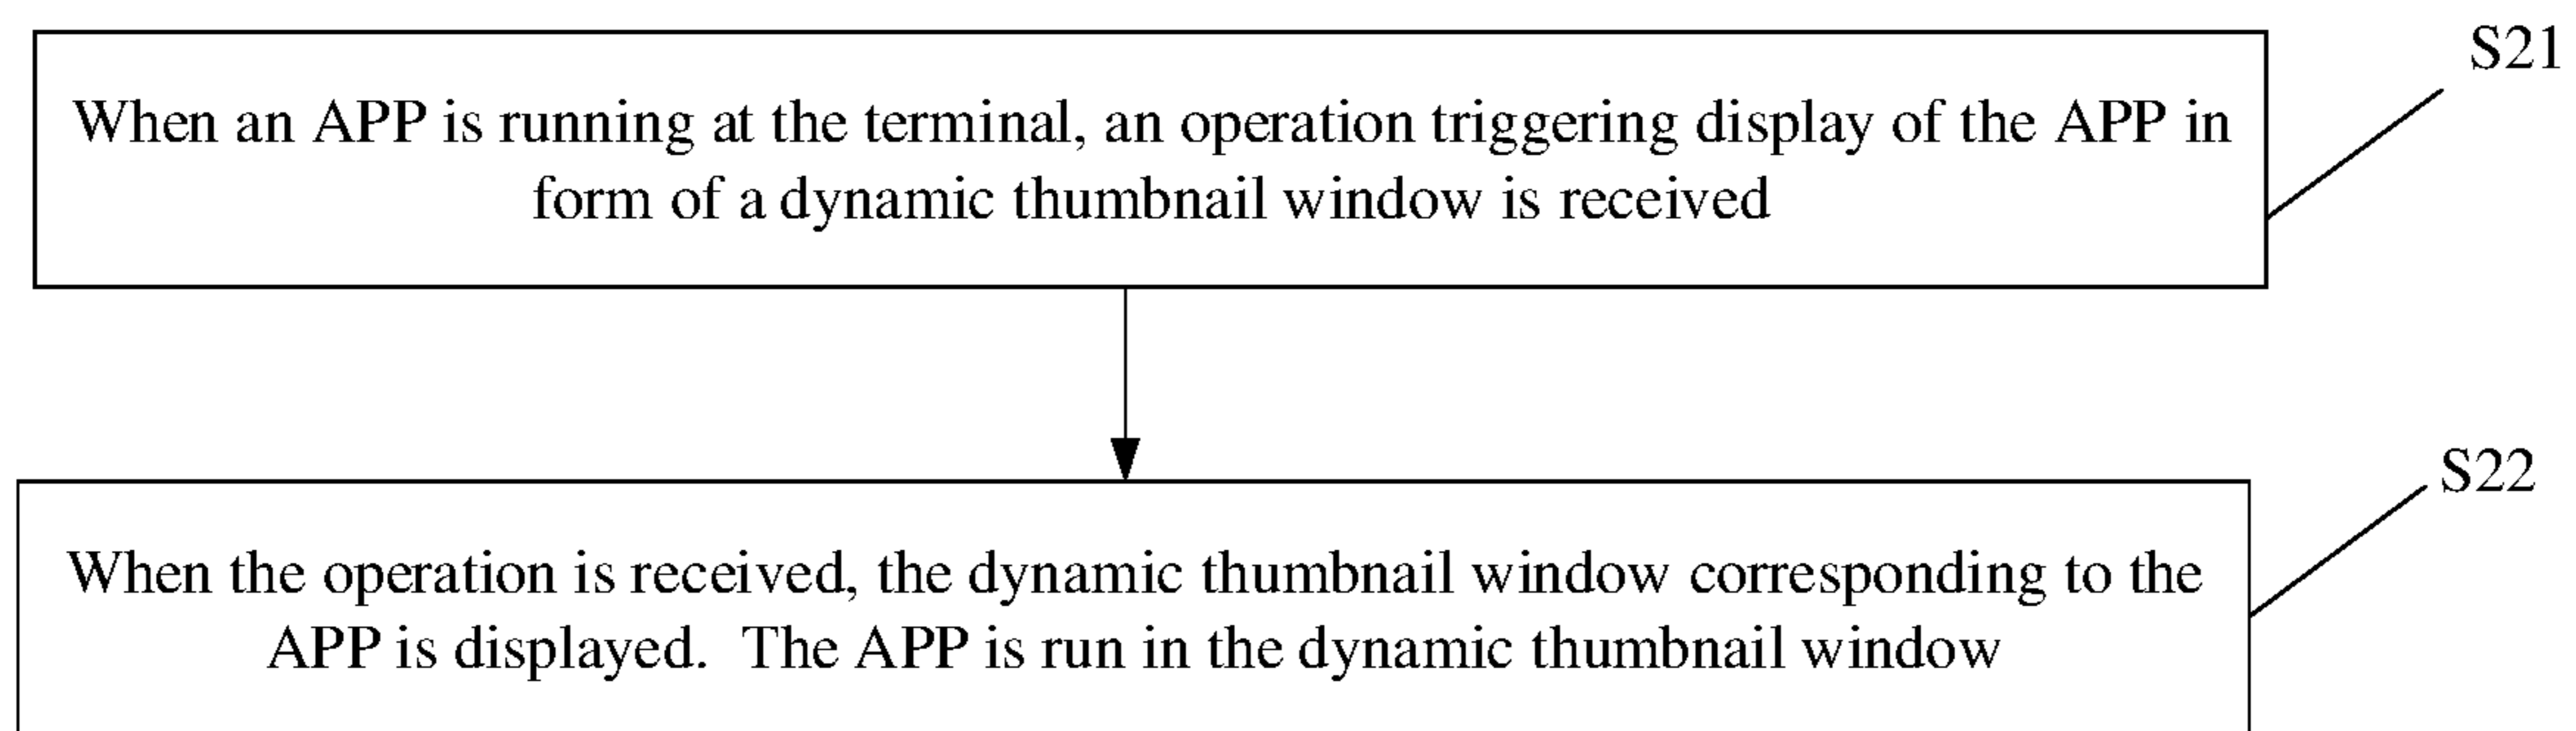 S21
When an APP is running at the terminal, an operation triggering display of the APP in
form of a dynamic thumbnail window is received
S22
When the operation is received, the dynamic thumbnail window corresponding to the
APP is displayed.  The APP is run in the dynamic thumbnail window